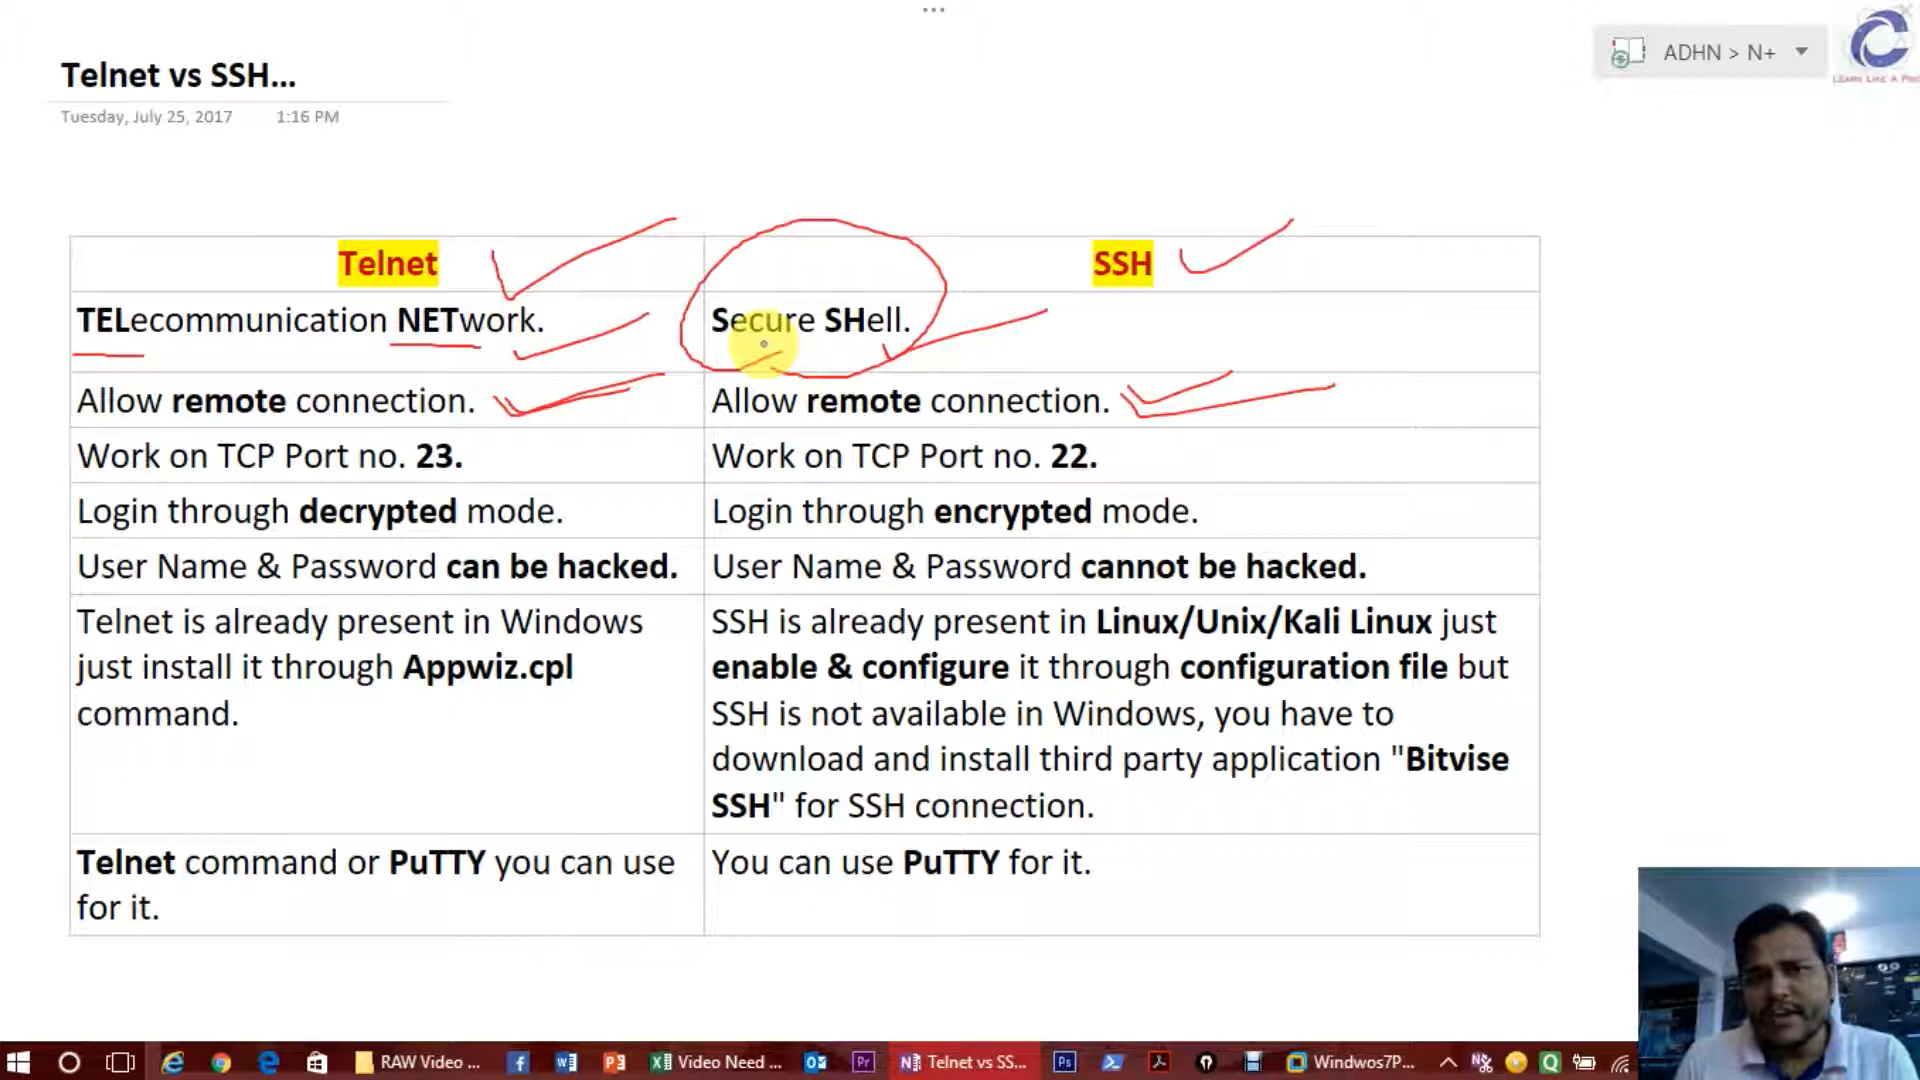 ADHN > N+
LEARN LIKE A PRO
Telnet vs SSH...
Tuesday, July 25, 2017 1:16 PM
Telnet
SSH
TELecommunication NETwork.
Secure SHell.
Allow remote connection.
Allow remote connection.
Work on TCP Port no. 23.
Work on TCP Port no. 22.
Login through decrypted mode.
Login through encrypted mode.
User Name & Password can be hacked.
User Name & Password cannot be hacked.
Telnet is already present in Windows
just install it through Appwiz.cpl
command.
SSH is already present in Linux/Unix/Kali Linux just
enable & configure it through configuration file but
SSH is not available in Windows, you have to
download and install third party application "Bitvise
SSH" for SSH connection.
Telnet command or PuTTY you can use
for it.
You can use PuTTY for it.
RAW Video ...
Video Need ...
Telnet vs SS...
Windwos7P...